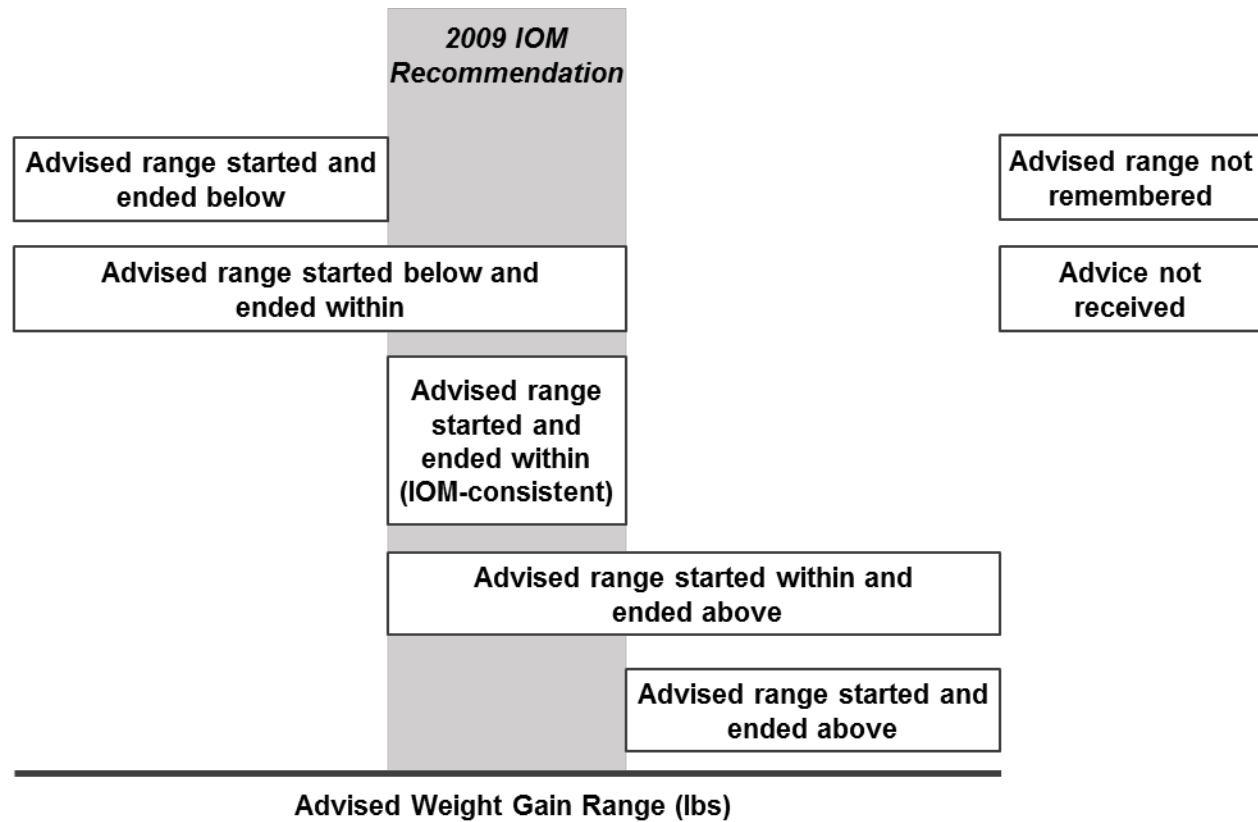 2009 IOM
Recommendation
Advised range started and
ended below
Advised range not
remembered
Advised range started below and
ended within
Advice not
received
Advised range
started and
ended within
(IOM-consistent)
Advised range started within and
ended above
Advised range started and
ended above
Advised Weight Gain Range (lbs)